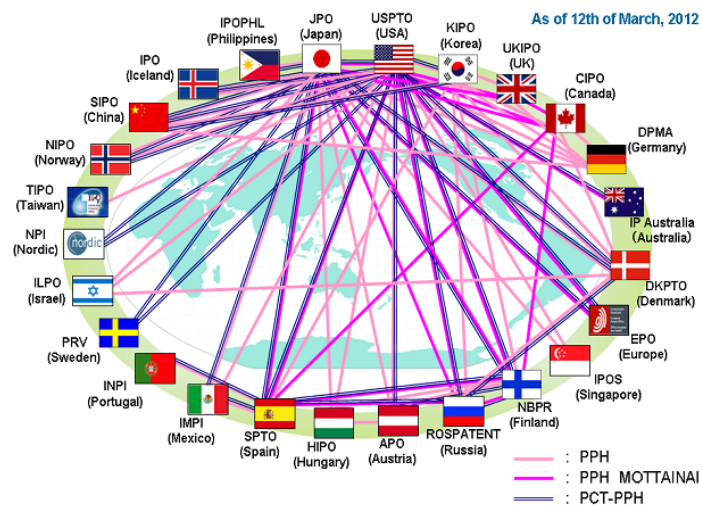 As of 12th of March, 2012
IPOPHL
(Philippines)
JPO
(Japan)
USPTO
(USA)
KIPO
(Korea)
UKIPO
(UK)
IPO
(Iceland)
CIPO
(Canada)
SIPO
(China)
DPMA
(Germany)
NIPO
(Norway)
TIPO
(Taiwan)
IP Australia
(Australia)
NPI
(Nordic)
nordic
ILPO
(Israel)
DKPTO
(Denmark)
PRV
(Sweden)
EPO
(Europe)
INPI
(Portugal)
IPOS
(Singapore)
IMPI
(Mexico)
SPTO
(Spain)
HIPO
(Hungary)
APO
(Austria)
ROSPATENT
(Russia)
NBPR
(Finland)
: PPH
: PPH MOTTAINAI
: PCT-PPH